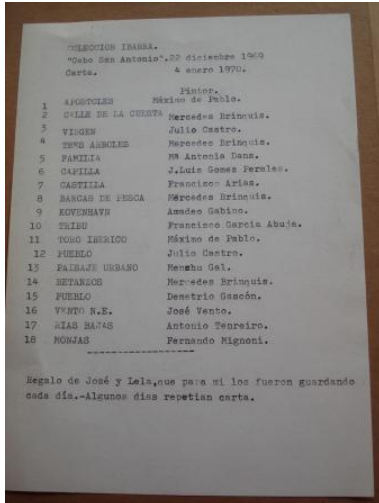 COLECCION IBARRA.
"Cabo San Antonio".22 diciembre 1969
Carta. 4 enero 1970.
Pintor.
1 APOSTOLES Máximo de Pablo.
2 CALLE DE LA CUESTA Mercedes Brinquis.
3 VIRGEN Julio Castro.
4 TRES ARBOLES Mercedes Brinquis.
5 FAMILIA Mª Antonia Dans.
6 CAPILLA J.Luis Gomez Perales.
7 CASTILLA Francisco Arias.
8 BARCAS DE PESCA Mercedes Brinquis.
9 KOVENHAVN Amadeo Gabino.
10 TRIBU Francisco Garcia Abuja.
11 TORO IBERICO Máximo de Pablo.
12 PUEBLO Julio Castro.
13 PAISAJE URBANO Menchu Gal.
14 BETANZOS Mercedes Brinquis.
15 PUEBLO Demetrio Gascón.
16 VENTO N.E. José Vento.
17 RIAS BAJAS Antonio Tenreiro.
18 MONJAS Fernando Mignoni.
Regalo de José y Lela,que para mi los fueron guardando
cada día.-Algunos dias repetian carta.